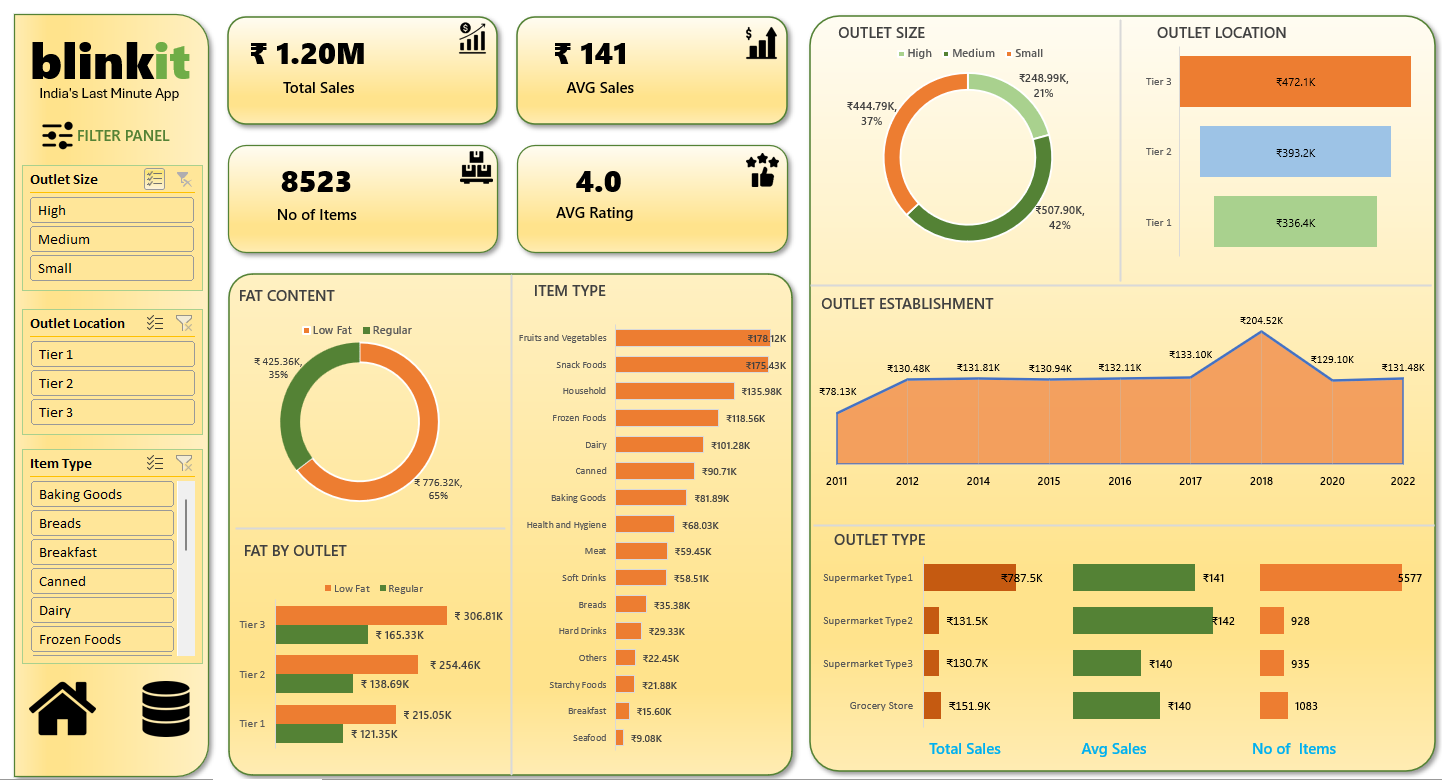 blinkit
India's Last Minute App
FILTER PANEL
Outlet Size
High
Medium
Small
Outlet Location
Tier 1
Tier 2
Tier 3
Item Type
Baking Goods
Breads
Breakfast
Canned
Dairy
Frozen Foods
₹ 1.20M
Total Sales
₹ 141
AVG Sales
8523
No of Items
4.0
AVG Rating
FAT CONTENT
Low Fat Regular
₹ 425.36K,
35%
₹ 776.32K,
65%
FAT BY OUTLET
Low Fat Regular
Tier 3 ₹ 306.81K
₹ 165.33K
Tier 2 ₹ 254.46K
₹ 138.69K
Tier 1 ₹ 215.05K
₹ 121.35K
ITEM TYPE
Fruits and Vegetables ₹178.12K
Snack Foods ₹175.43K
Household ₹135.98K
Frozen Foods ₹118.56K
Dairy ₹101.28K
Canned ₹90.71K
Baking Goods ₹81.89K
Health and Hygiene ₹68.03K
Meat ₹59.45K
Soft Drinks ₹58.51K
Breads ₹35.38K
Hard Drinks ₹29.33K
Others ₹22.45K
Starchy Foods ₹21.88K
Breakfast ₹15.60K
Seafood ₹9.08K
OUTLET SIZE
High Medium Small
₹248.99K,
21%
₹444.79K,
37%
₹507.90K,
42%
OUTLET LOCATION
Tier 3 ₹472.1K
Tier 2 ₹393.2K
Tier 1 ₹336.4K
OUTLET ESTABLISHMENT
₹78.13K ₹130.48K ₹131.81K ₹130.94K ₹132.11K ₹133.10K ₹204.52K ₹129.10K ₹131.48K
2011 2012 2014 2015 2016 2017 2018 2020 2022
OUTLET TYPE
Supermarket Type1 ₹787.5K ₹141 5577
Supermarket Type2 ₹131.5K ₹142 928
Supermarket Type3 ₹130.7K ₹140 935
Grocery Store ₹151.9K ₹140 1083
Total Sales Avg Sales No of Items